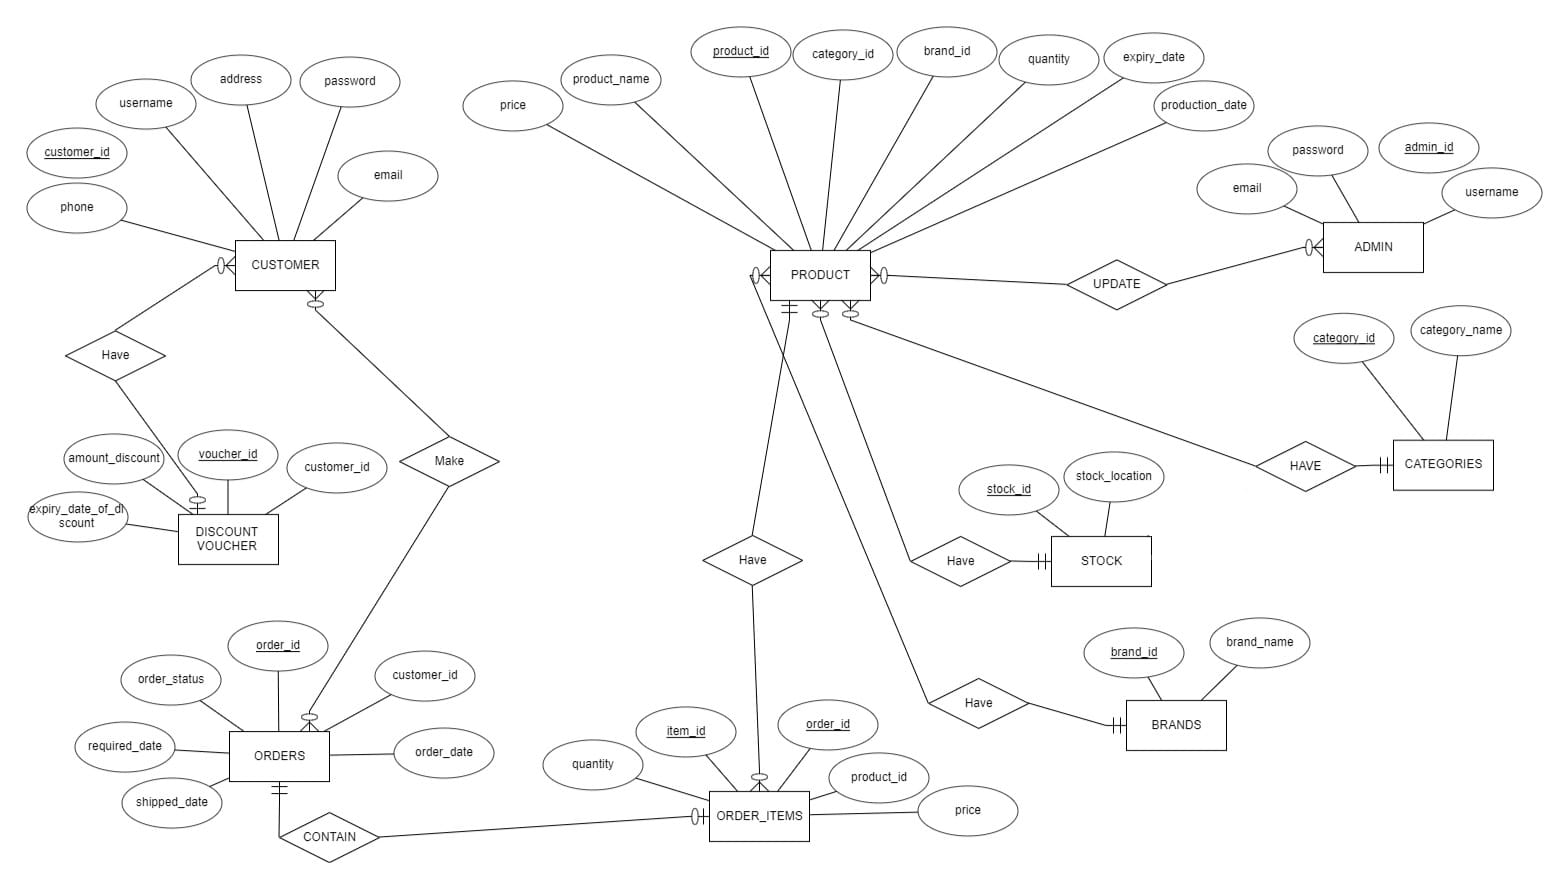 product_id
category_id
brand_id
quantity
expiry_date
product_name
price
production_date
address
password
username
customer_id
phone
email
CUSTOMER
PRODUCT
password
admin_id
email
username
ADMIN
UPDATE
Have
category_id
category_name
HAVE
CATEGORIES
amount_discount
voucher_id
customer_id
expiry_date_of_di
scount
DISCOUNT
VOUCHER
Make
stock_id
stock_location
Have
Have
STOCK
order_id
order_status
customer_id
required_date
ORDERS
order_date
shipped_date
CONTAIN
brand_id
brand_name
Have
BRANDS
item_id
order_id
quantity
product_id
price
ORDER_ITEMS